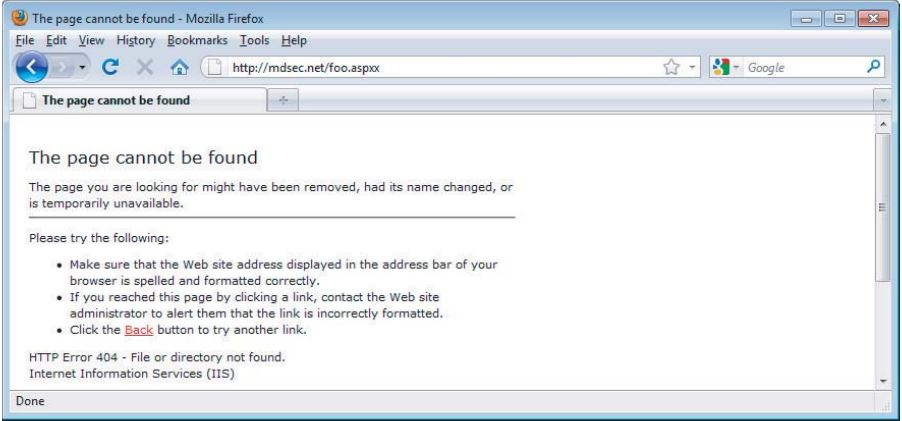 The page cannot be found - Mozilla Firefox
File Edit View History Bookmarks Tools Help
http://mdsec.net/foo.aspxx
Google
The page cannot be found
The page cannot be found
The page you are looking for might have been removed, had its name changed, or
is temporarily unavailable.
Please try the following:
• Make sure that the Web site address displayed in the address bar of your
browser is spelled and formatted correctly.
• If you reached this page by clicking a link, contact the Web site
administrator to alert them that the link is incorrectly formatted.
• Click the Back button to try another link.
HTTP Error 404 - File or directory not found.
Internet Information Services (IIS)
Done